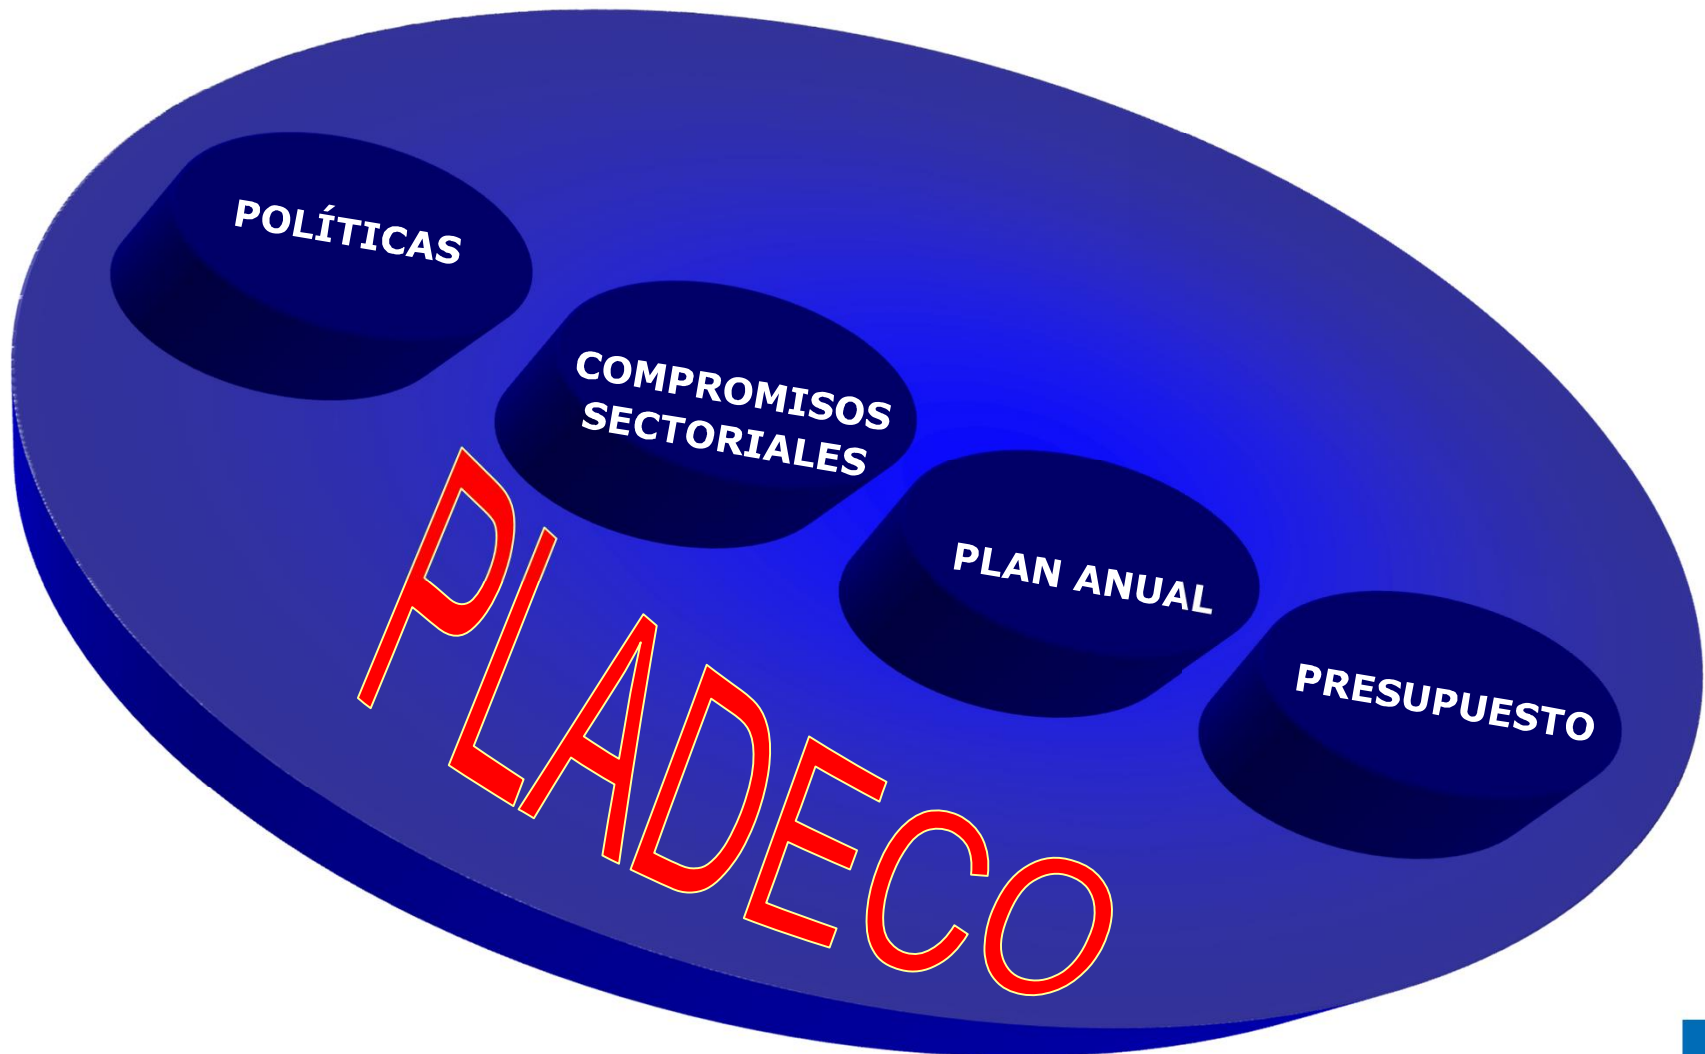 POLÍTICAS
COMPROMISOS
SECTORIALES
PLAN ANUAL
PRESUPUESTO
PLADECO